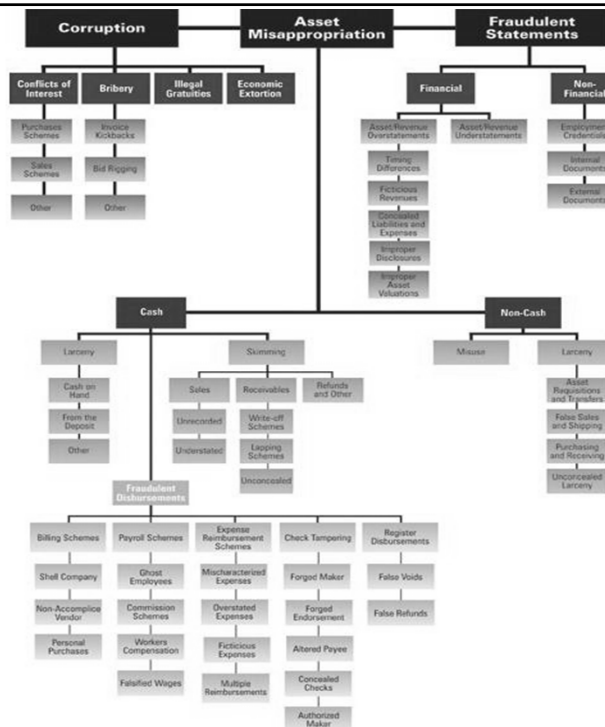 Corruption
Asset
Misappropriation
Fraudulent
Statements
Conflicts of
Interest
Bribery
Illegal
Gratuities
Economic
Extortion
Financial
Non-
Financial
Purchases
Schemes
Sales
Schemes
Other
Invoice
Kickbacks
Bid Rigging
Other
Asset/Revenue
Overstatements
Asset/Revenue
Understatements
Timing
Differences
Ficticious
Revenues
Concealed
Liabilities and
Expenses
Improper
Disclosures
Improper
Asset
Valuations
Employment
Credentials
Internal
Documents
External
Documents
Cash
Non-Cash
Larceny
Skimming
Misuse
Larceny
Cash on
Hand
From the
Deposit
Other
Sales
Receivables
Refunds
and Other
Unrecorded
Understated
Write-off
Schemes
Lapping
Schemes
Unconcealed
Asset
Requisitions
and Transfers
False Sales
and Shipping
Purchasing
and Receiving
Unconcealed
Larceny
Fraudulent
Disbursements
Billing Schemes
Payroll Schemes
Expense
Reimbursement
Schemes
Check Tampering
Register
Disbursements
Shell Company
Non-Accomplice
Vendor
Personal
Purchases
Ghost
Employees
Commission
Schemes
Workers
Compensation
Falsified Wages
Mischaracterized
Expenses
Overstated
Expenses
Ficticious
Expenses
Multiple
Reimbursements
Forged Maker
Forged
Endorsement
Altered Payee
Concealed
Checks
Authorized
Maker
False Voids
False Refunds